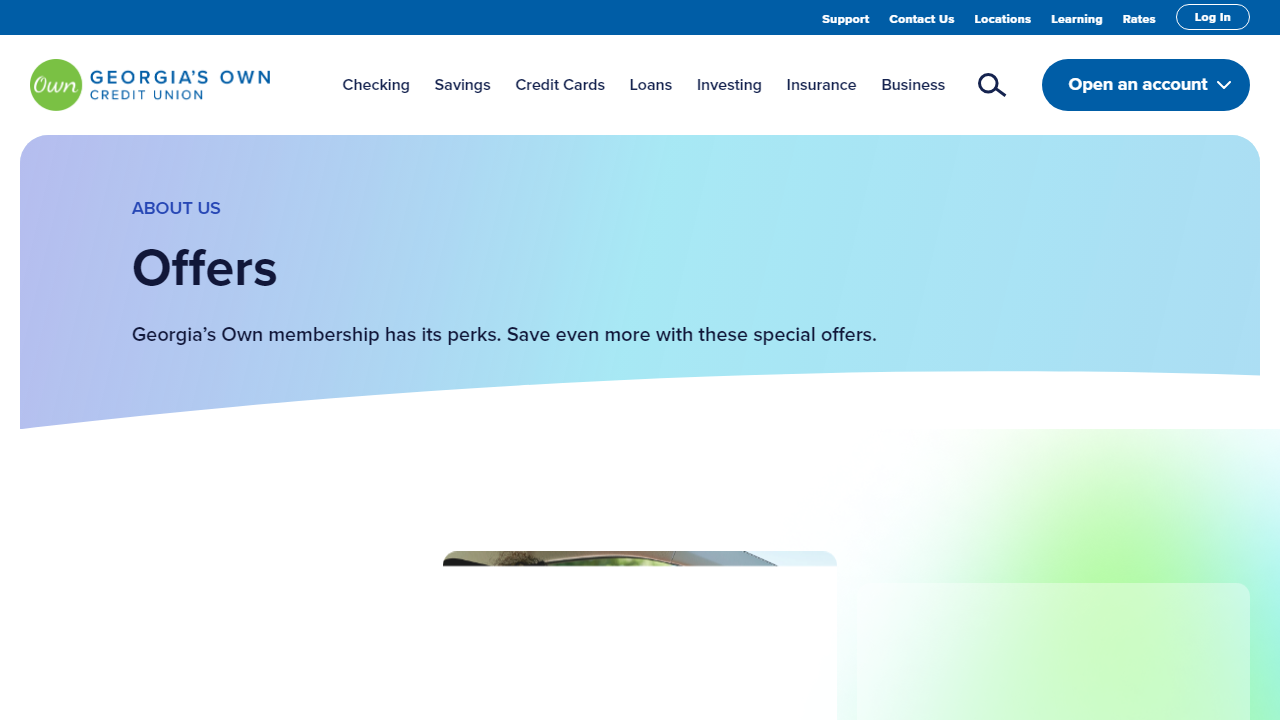 Support Contact Us Locations Learning Rates Log In
Own GEORGIA'S OWN
CREDIT UNION
Checking Savings Credit Cards Loans Investing Insurance Business Open an account
ABOUT US
Offers
Georgia’s Own membership has its perks. Save even more with these special offers.